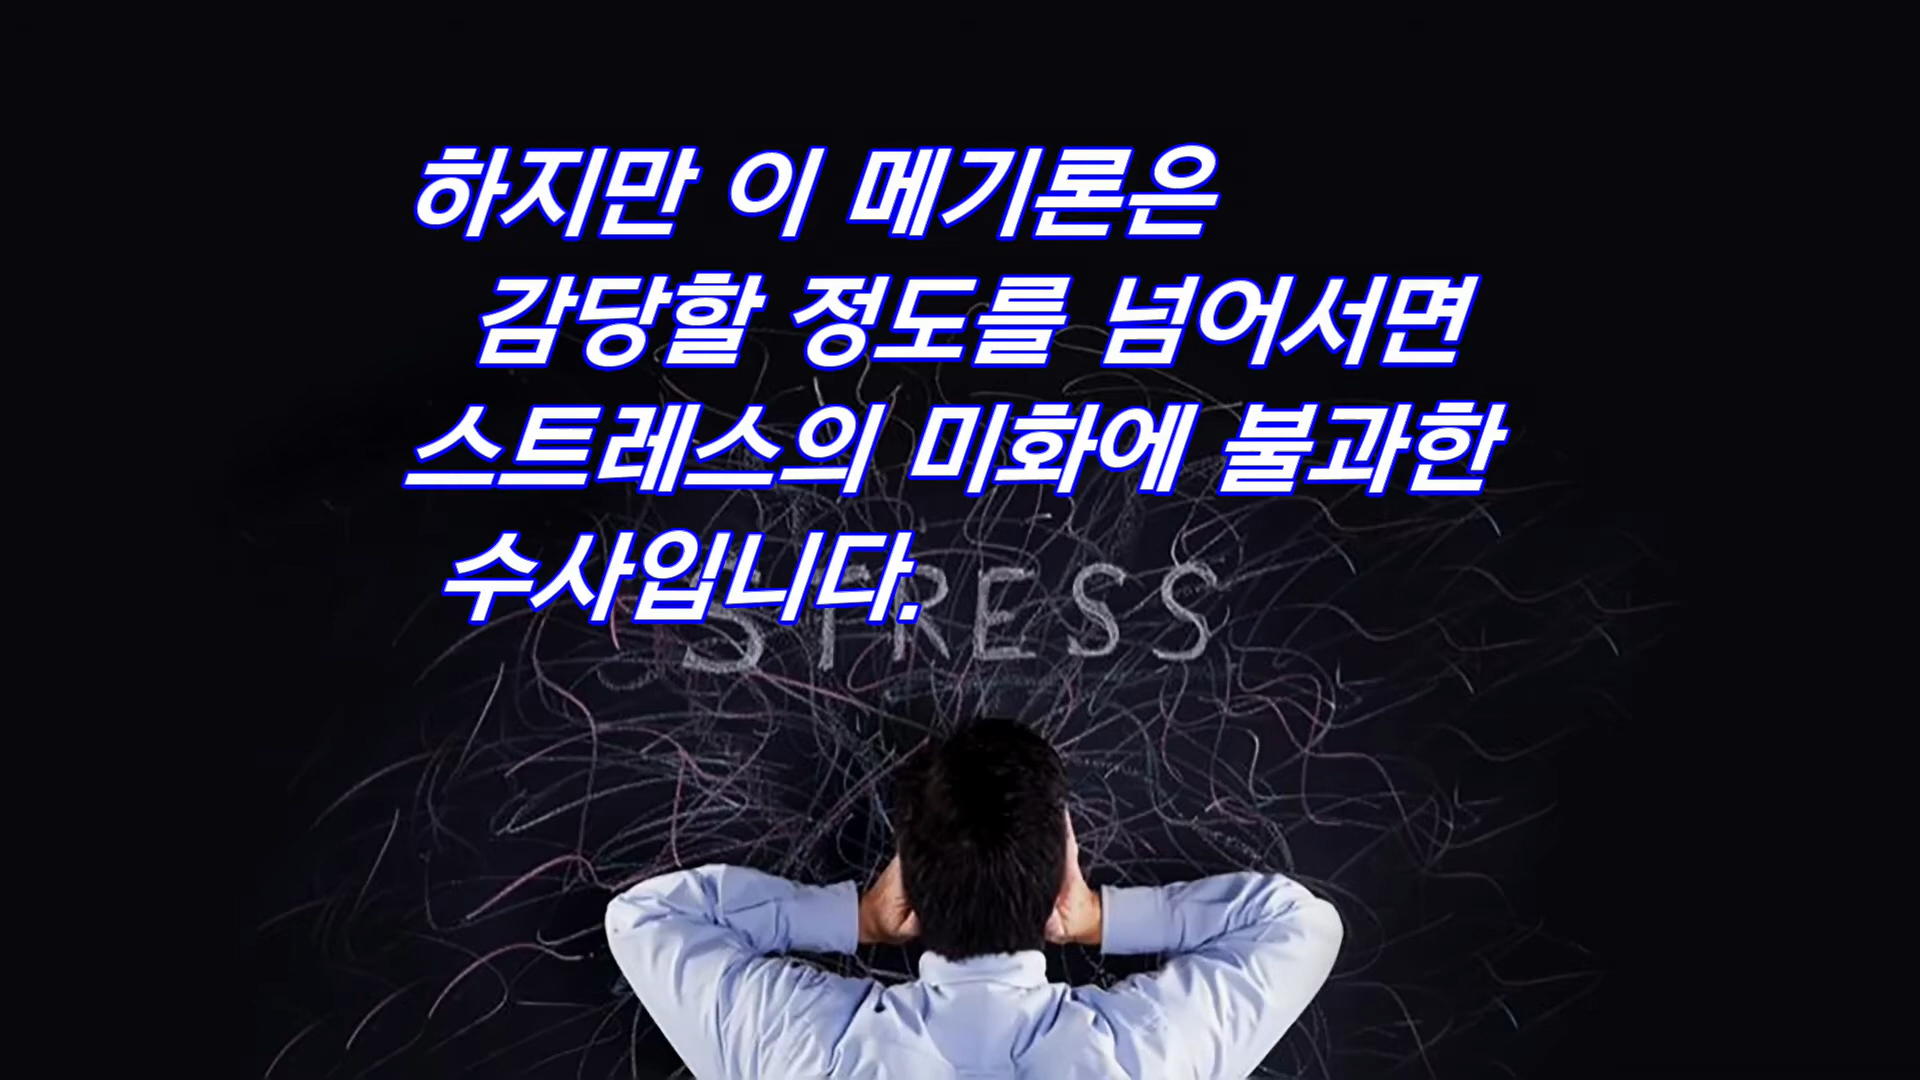 하지만 이 메기론은
감당할 정도를 넘어서면
스트레스의 미화에 불과한
수사입니다.
STRESS